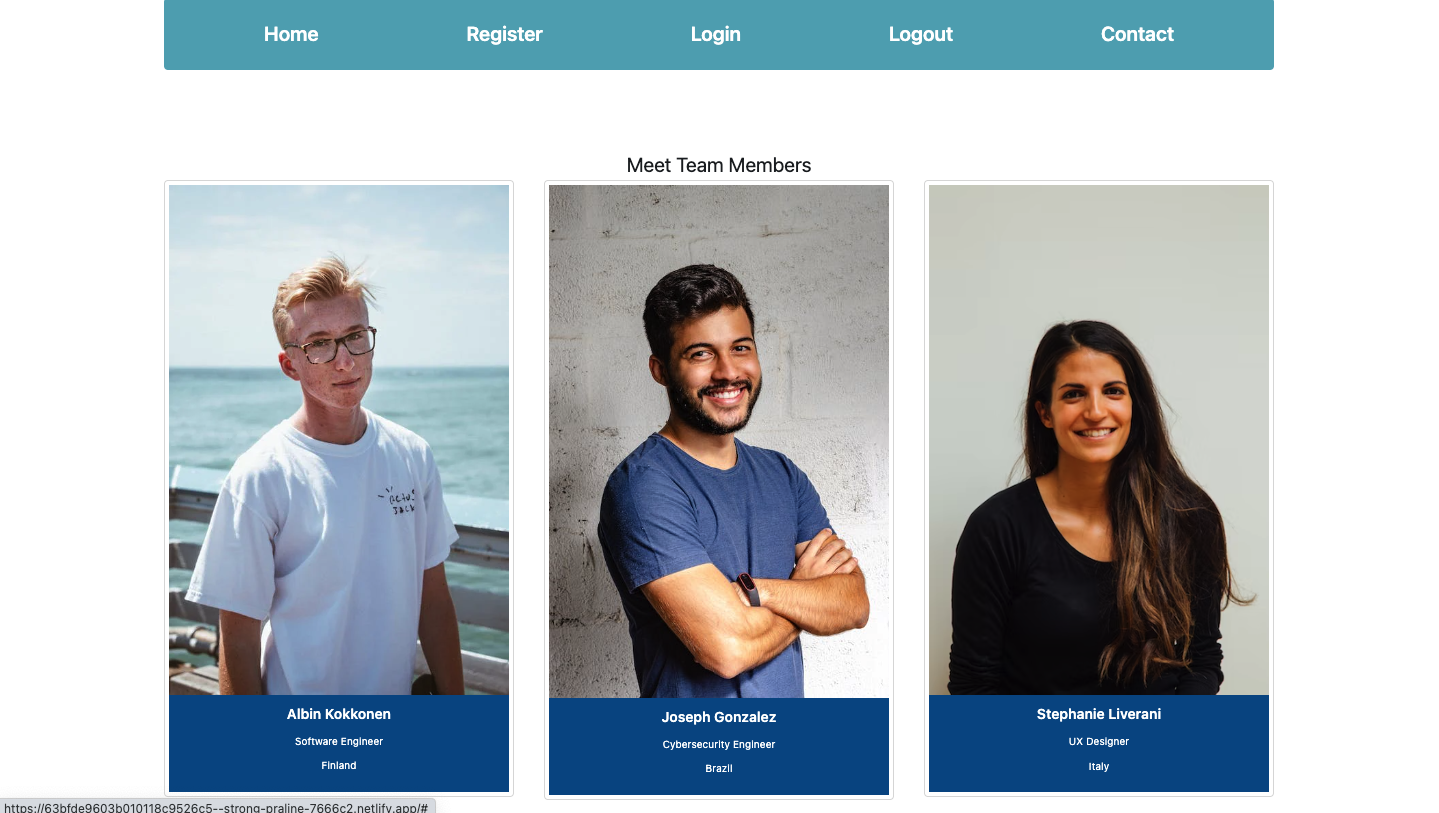 Home Register Login Logout Contact
Meet Team Members
Albin Kokkonen
Software Engineer
Finland
Joseph Gonzalez
Cybersecurity Engineer
Brazil
Stephanie Liverani
UX Designer
Italy
https://63bfde9603b010118c9526c5--strong-praline-7666c2.netlify.app/#